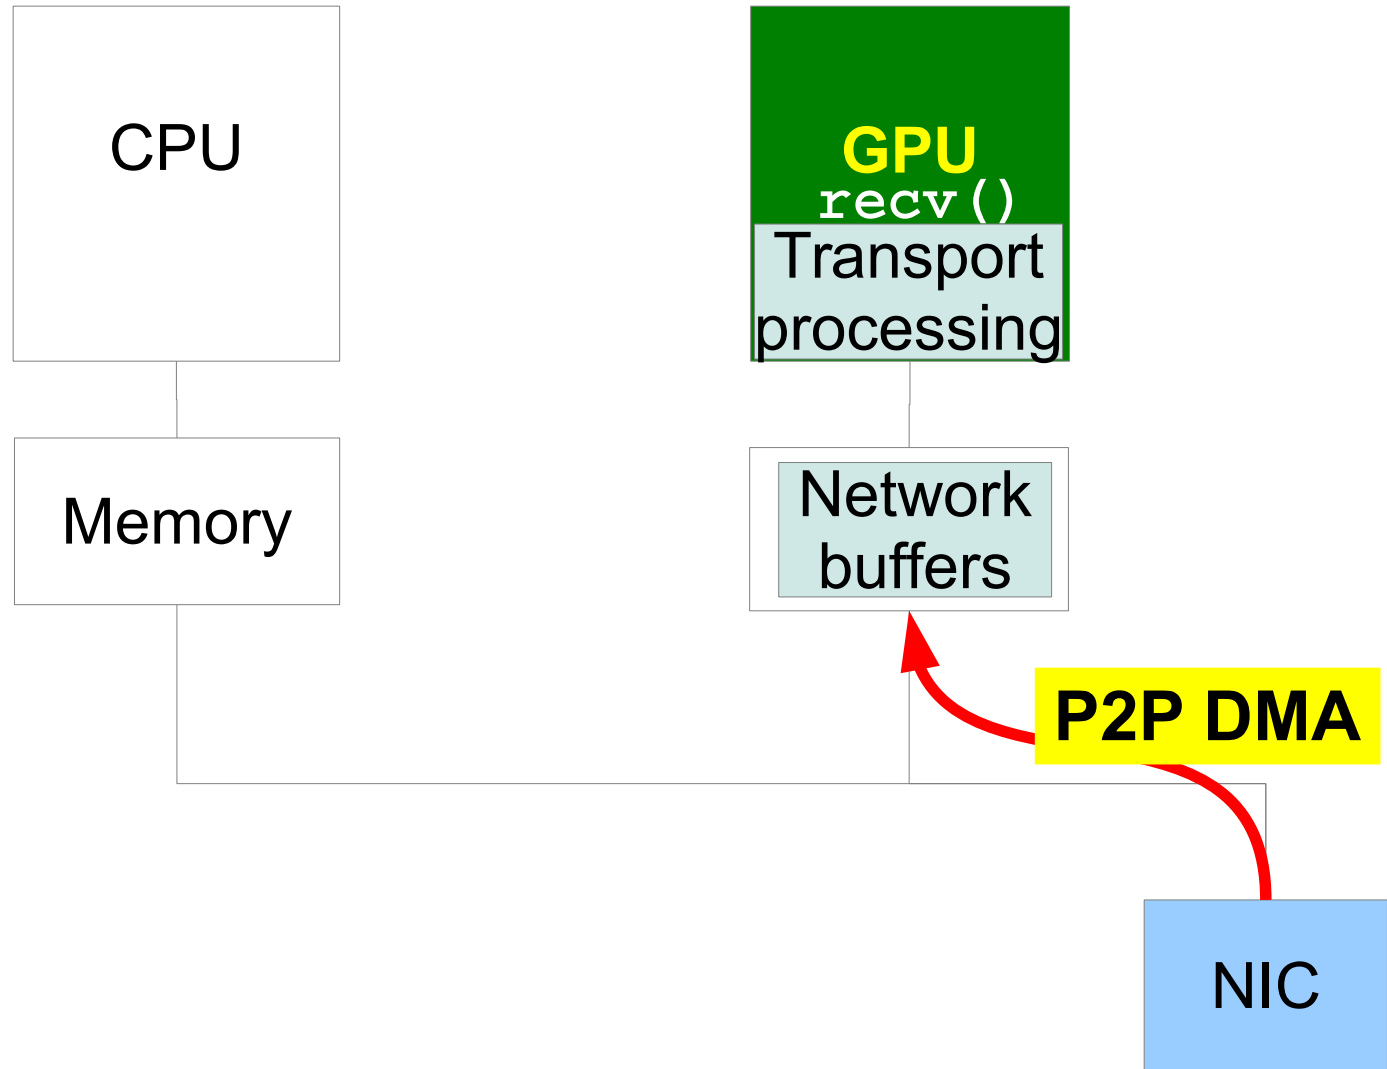 CPU
GPU
recv()
Transport
processing
Memory
Network
buffers
P2P DMA
NIC